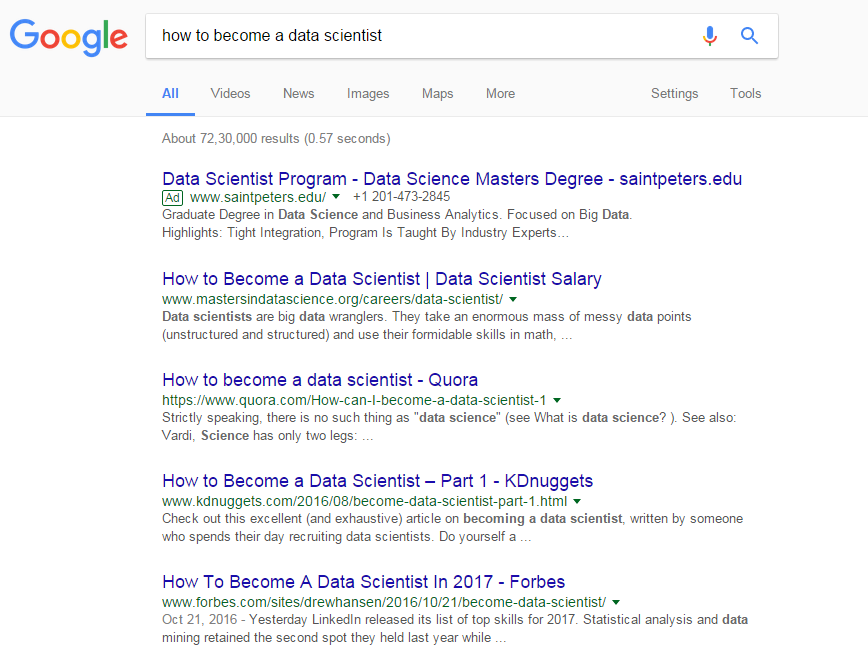 Google
how to become a data scientist
All Videos News Images Maps More Settings Tools
About 72,30,000 results (0.57 seconds)
Data Scientist Program - Data Science Masters Degree - saintpeters.edu
Ad www.saintpeters.edu/ +1 201-473-2845
Graduate Degree in Data Science and Business Analytics. Focused on Big Data.
Highlights: Tight Integration, Program Is Taught By Industry Experts…
How to Become a Data Scientist | Data Scientist Salary
www.mastersindatascience.org/careers/data-scientist/
Data scientists are big data wranglers. They take an enormous mass of messy data points
(unstructured and structured) and use their formidable skills in math, ...
How to become a data scientist - Quora
https://www.quora.com/How-can-I-become-a-data-scientist-1
Strictly speaking, there is no such thing as "data science" (see What is data science? ). See also:
Vardi, Science has only two legs: ...
How to Become a Data Scientist – Part 1 - KDnuggets
www.kdnuggets.com/2016/08/become-data-scientist-part-1.html
Check out this excellent (and exhaustive) article on becoming a data scientist, written by someone
who spends their day recruiting data scientists. Do yourself a ...
How To Become A Data Scientist In 2017 - Forbes
www.forbes.com/sites/drewhansen/2016/10/21/become-data-scientist/
Oct 21, 2016 - Yesterday LinkedIn released its list of top skills for 2017. Statistical analysis and data
mining retained the second spot they held last year while ...